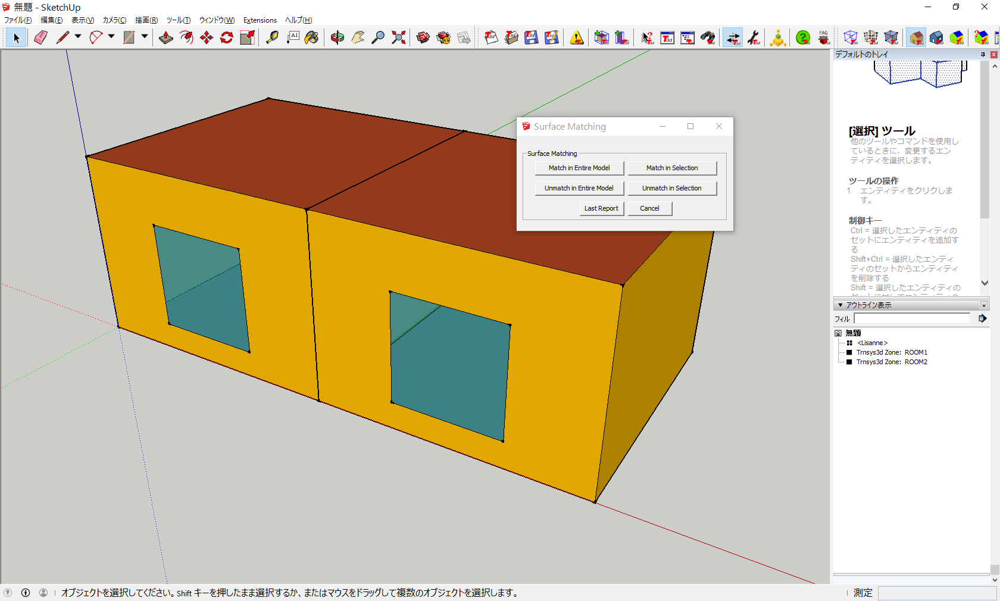 無題 - SketchUp
ファイル(F) 編集(E) 表示(V) カメラ(C) 描画(R) ツール(T) ウィンドウ(W) Extensions ヘルプ(H)
A1
FAQ
デフォルトのトレイ
[選択] ツール
他のツールやコマンドを使用し
ているときに、変更するエン
ティティを選択します。
ツールの操作
1. エンティティをクリクしま
す。
制御キー
Ctrl = 選択したエンティティの
セットにエンティティを追加す
る
Shift+Ctrl = 選択したエンティ
ティのセットからエンティティ
を削除する
Shift = 選択したエンティティの
Surface Matching
Surface Matching
Match in Entire Model
Match in Selection
Unmatch in Entire Model
Unmatch in Selection
Last Report
Cancel
アウトライン表示
フィル
無題
<Lisanne>
Trnsys3d Zone: ROOM1
Trnsys3d Zone: ROOM2
オブジェクトを選択してください。Shift キーを押したまま選択するか、またはマウスをドラッグして複数のオブジェクトを選択します。
測定